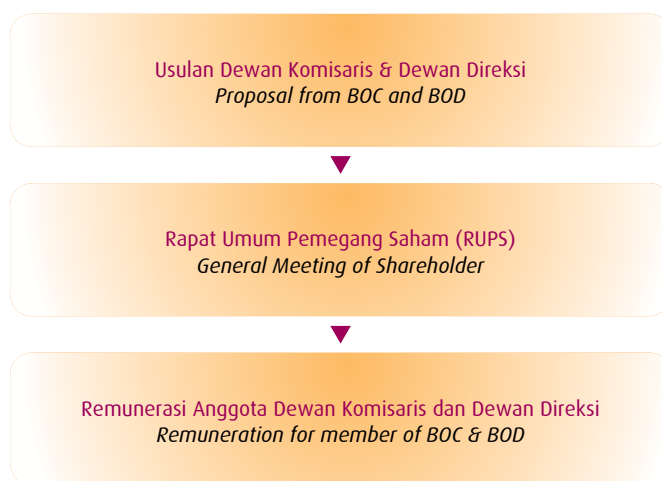 Usulan Dewan Komisaris & Dewan Direksi
Proposal from BOC and BOD
Rapat Umum Pemegang Saham (RUPS)
General Meeting of Shareholder
Remunerasi Anggota Dewan Komisaris dan Dewan Direksi
Remuneration for member of BOC & BOD